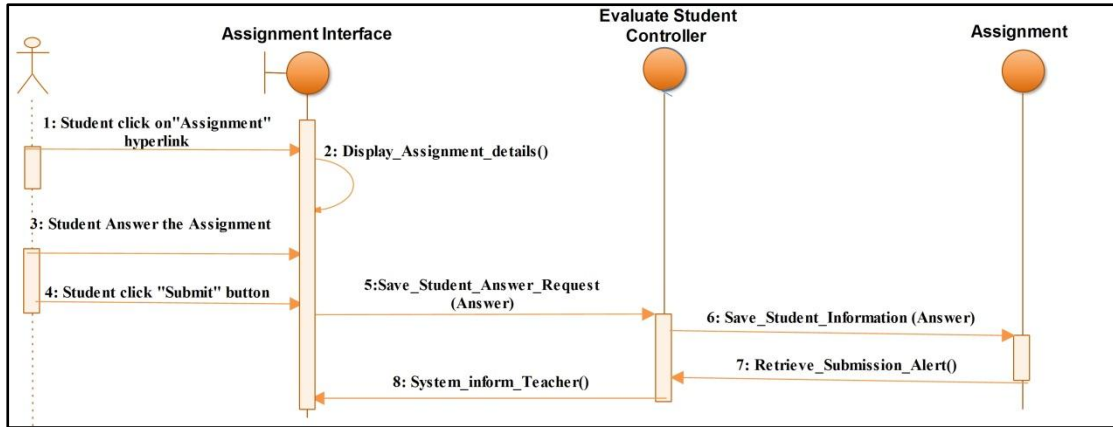 Assignment Interface
Evaluate Student
Controller
Assignment
1: Student click on"Assignment"
hyperlink
2: Display_Assignment_details()
3: Student Answer the Assignment
4: Student click "Submit" button
5:Save_Student_Answer_Request
(Answer)
6: Save_Student_Information (Answer)
7: Retrieve_Submission_Alert()
8: System_inform_Teacher()